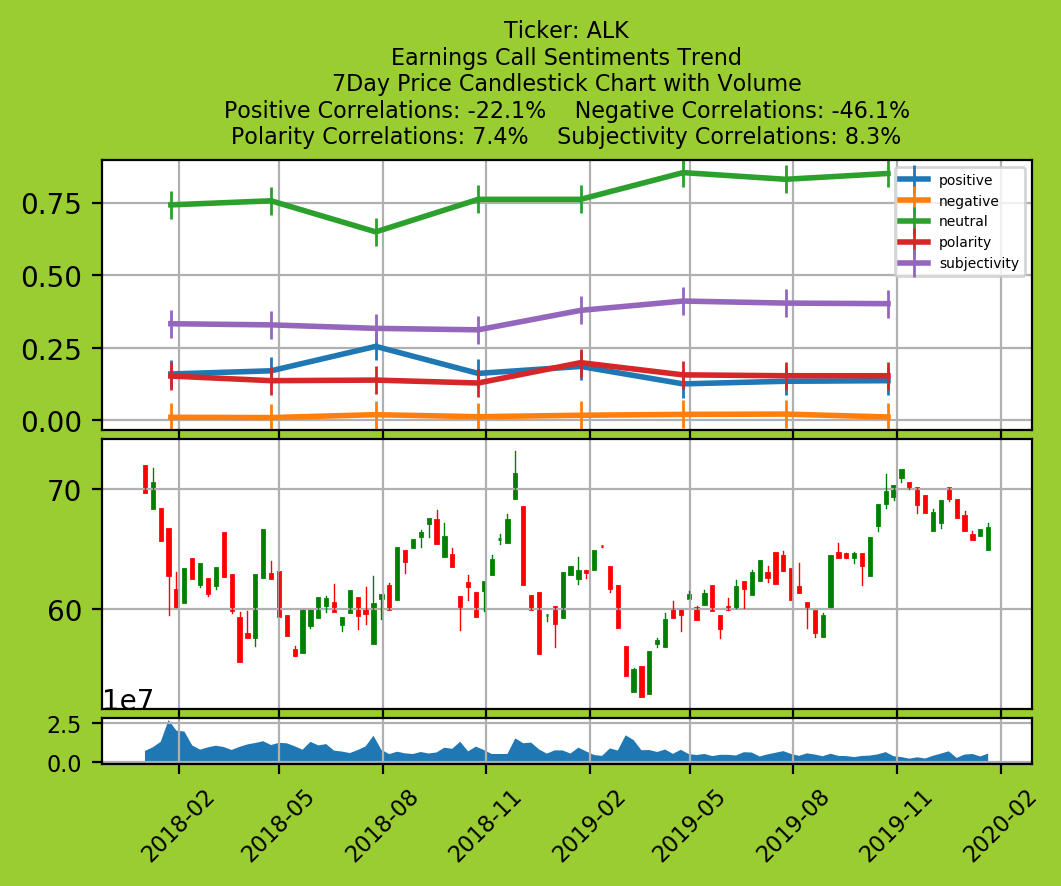 Ticker: ALK
Earnings Call Sentiments Trend
7Day Price Candlestick Chart with Volume
Positive Correlations: -22.1%    Negative Correlations: -46.1%
Polarity Correlations: 7.4%    Subjectivity Correlations: 8.3%
0.75
0.50
0.25
0.00
positive
negative
neutral
polarity
subjectivity
70
60
1e7
2.5
0.0
2018-02
2018-05
2018-08
2018-11
2019-02
2019-05
2019-08
2019-11
2020-02